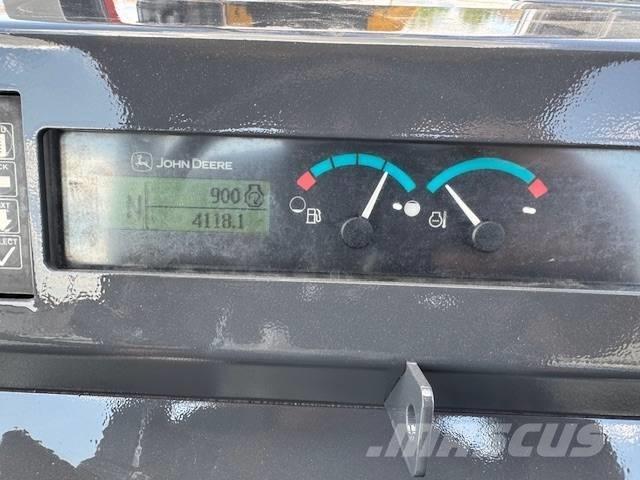 JOHN DEERE
900
N
4118.1
MASCUS